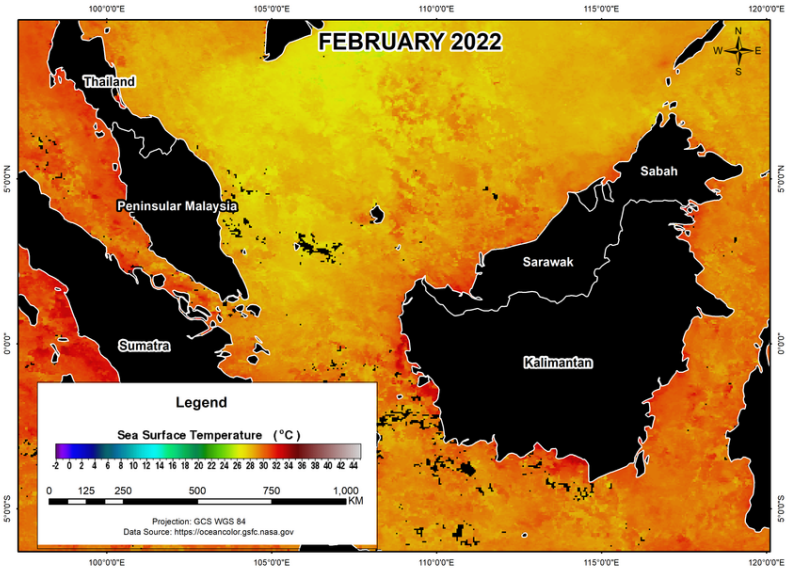 100°0'0"E 105°0'0"E 110°0'0"E 115°0'0"E 120°0'0"E
FEBRUARY 2022
N
W E
S
Thailand
5°0'0"N 5°0'0"N
Sabah
Peninsular Malaysia
Sarawak
0°0'0" 0°0'0"
Sumatra
Kalimantan
Legend
Sea Surface Temperature (°C)
-2 0 2 4 6 8 10 12 14 16 18 20 22 24 26 28 30 32 34 36 38 40 42 44
0 125 250 500 750 1,000
KM
Projection: GCS WGS 84
Data Source: https://oceancolor.gsfc.nasa.gov
5°0'0"S 5°0'0"S
100°0'0"E 105°0'0"E 110°0'0"E 115°0'0"E 120°0'0"E